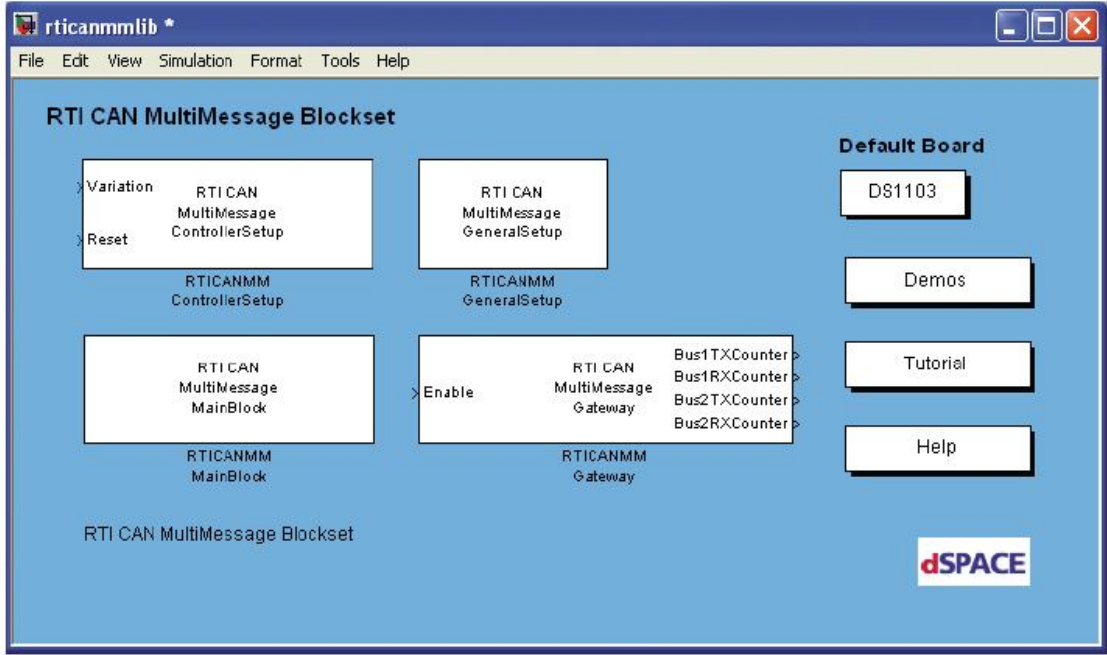 rticanmmlib *
File Edit View Simulation Format Tools Help
RTI CAN MultiMessage Blockset
Variation
Reset
RTI CAN
MultiMessage
ControllerSetup
RTICANMM
ControllerSetup
RTI CAN
MultiMessage
GeneralSetup
RTICANMM
GeneralSetup
Default Board
DS1103
Demos
RTI CAN
MultiMessage
MainBlock
RTICANMM
MainBlock
Enable
RTI CAN
MultiMessage
Gateway
Bus1TXCounter
Bus1RXCounter
Bus2TXCounter
Bus2RXCounter
RTICANMM
Gateway
Tutorial
Help
RTI CAN MultiMessage Blockset
dSPACE